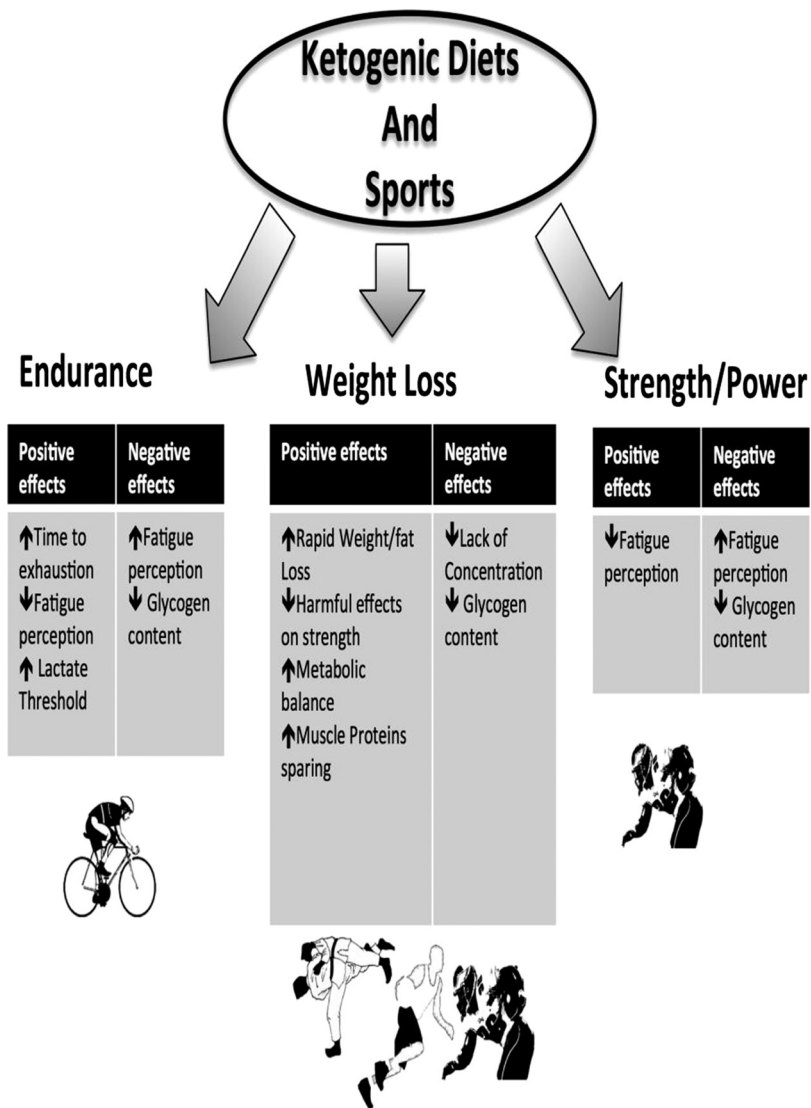 Ketogenic Diets
And
Sports
Endurance
Positive
effects
Negative
effects
↑Time to
exhaustion
↓Fatigue
perception
↑ Lactate
Threshold
↑Fatigue
perception
↓ Glycogen
content
Weight Loss
Positive effects
Negative
effects
↑Rapid Weight/fat
Loss
↓Harmful effects
on strength
↑Metabolic
balance
↑Muscle Proteins
sparing
↓Lack of
Concentration
↓ Glycogen
content
Strength/Power
Positive
effects
Negative
effects
↓Fatigue
perception
↑Fatigue
perception
↓ Glycogen
content